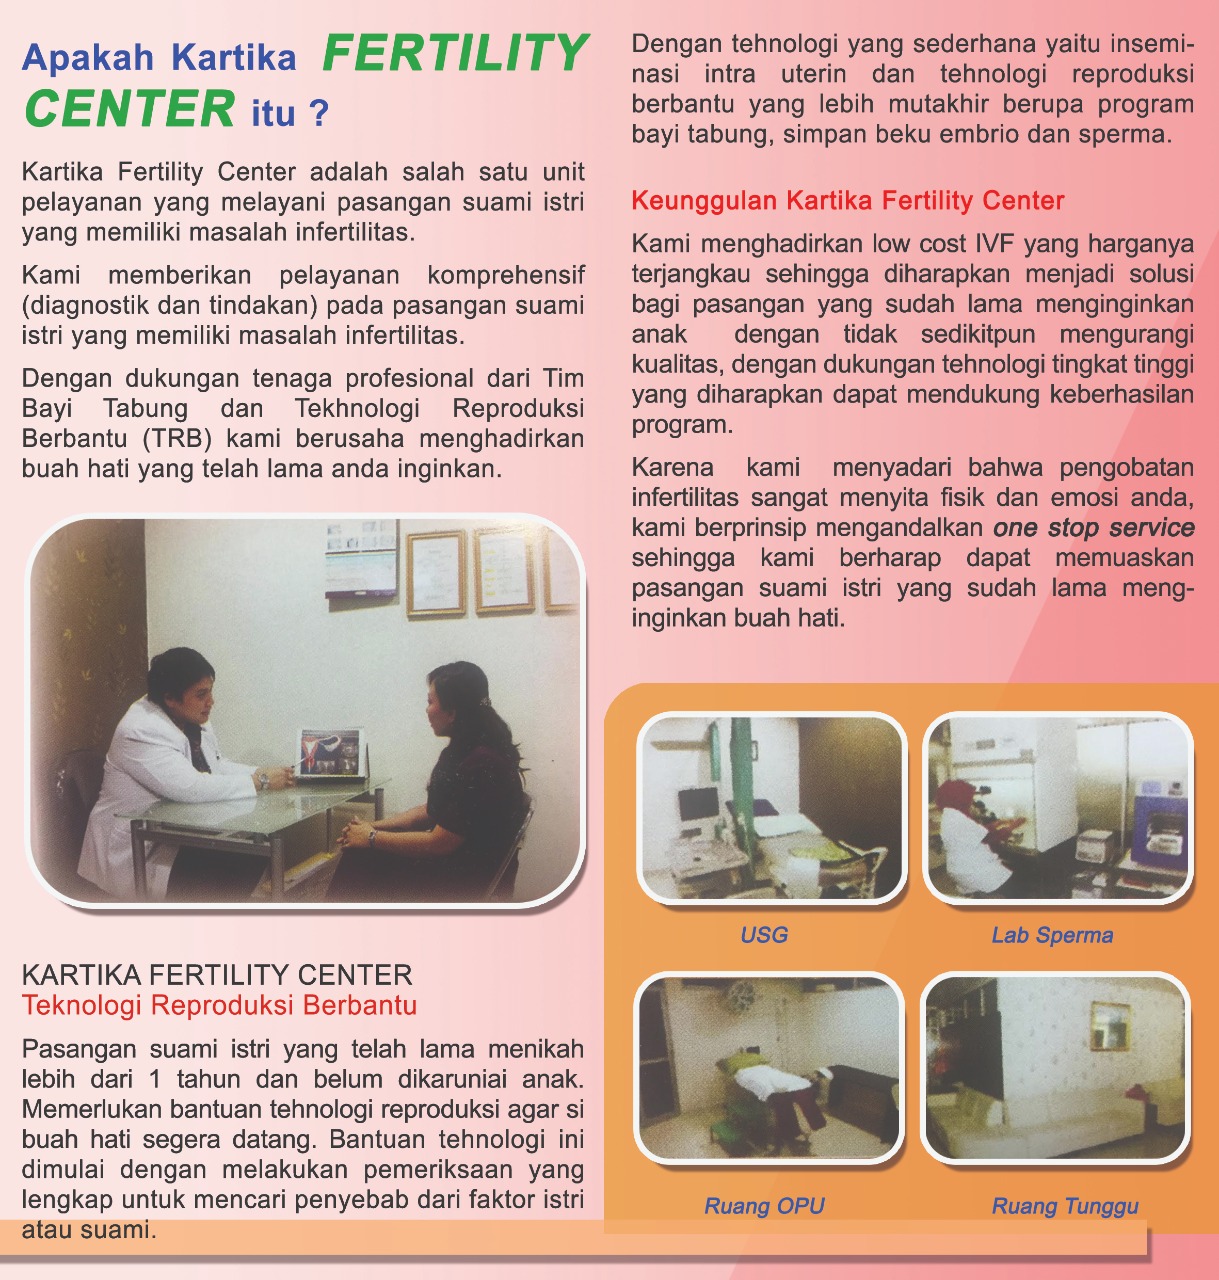 Apakah Kartika FERTILITY
CENTER itu ?
Kartika Fertility Center adalah salah satu unit
pelayanan yang melayani pasangan suami istri
yang memiliki masalah infertilitas.
Kami memberikan pelayanan komprehensif
(diagnostik dan tindakan) pada pasangan suami
istri yang memiliki masalah infertilitas.
Dengan dukungan tenaga profesional dari Tim
Bayi Tabung dan Tekhnologi Reproduksi
Berbantu (TRB) kami berusaha menghadirkan
buah hati yang telah lama anda inginkan.
KARTIKA FERTILITY CENTER
Teknologi Reproduksi Berbantu
Pasangan suami istri yang telah lama menikah
lebih dari 1 tahun dan belum dikaruniai anak.
Memerlukan bantuan tehnologi reproduksi agar si
buah hati segera datang. Bantuan tehnologi ini
dimulai dengan melakukan pemeriksaan yang
lengkap untuk mencari penyebab dari faktor istri
atau suami.
Dengan tehnologi yang sederhana yaitu insemi-
nasi intra uterin dan tehnologi reproduksi
berbantu yang lebih mutakhir berupa program
bayi tabung, simpan beku embrio dan sperma.
Keunggulan Kartika Fertility Center
Kami menghadirkan low cost IVF yang harganya
terjangkau sehingga diharapkan menjadi solusi
bagi pasangan yang sudah lama menginginkan
anak dengan tidak sedikitpun mengurangi
kualitas, dengan dukungan tehnologi tingkat tinggi
yang diharapkan dapat mendukung keberhasilan
program.
Karena kami menyadari bahwa pengobatan
infertilitas sangat menyita fisik dan emosi anda,
kami berprinsip mengandalkan one stop service
sehingga kami berharap dapat memuaskan
pasangan suami istri yang sudah lama meng-
inginkan buah hati.
USG
Lab Sperma
Ruang OPU
Ruang Tunggu